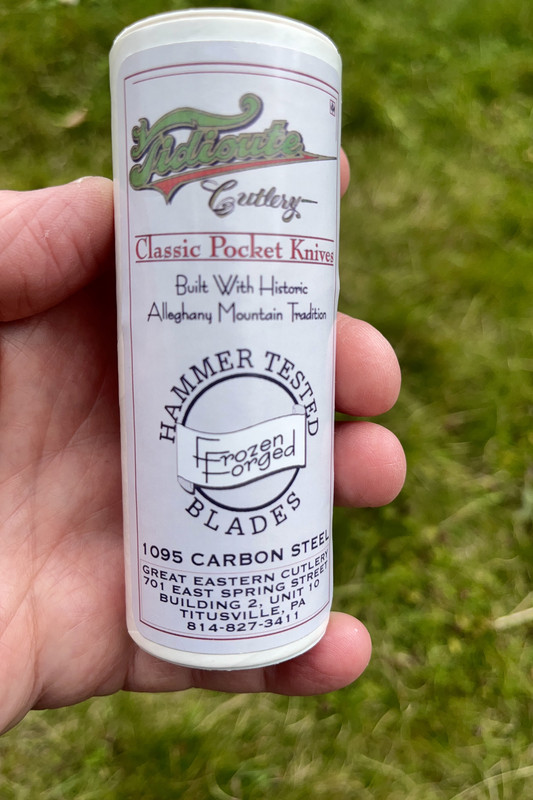 Tidioute
Cutlery
Classic Pocket Knives
Built With Historic
Alleghany Mountain Tradition
HAMMER TESTED
Frozen
Forged
BLADES
1095 CARBON STEEL
GREAT EASTERN CUTLERY
701 EAST SPRING STREET
BUILDING 2, UNIT 10
TITUSVILLE, PA
814-827-3411